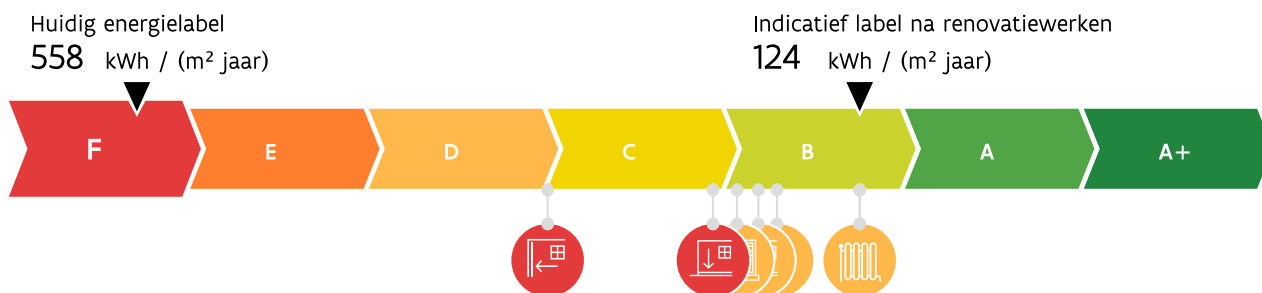 Huidig energielabel
558 kWh / (m² jaar)
Indicatief label na renovatiewerken
124 kWh / (m² jaar)
F E D C B A A+